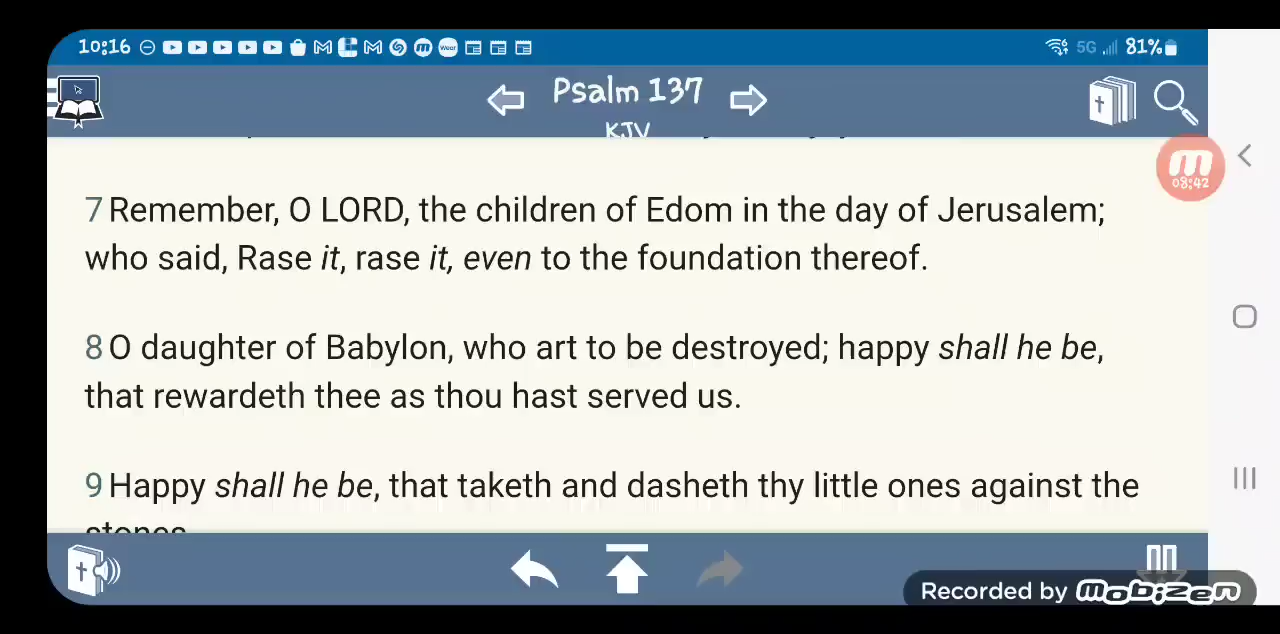 10:16 5G 81%
Psalm 137
KJV
08:42
7 Remember, O LORD, the children of Edom in the day of Jerusalem;
who said, Rase it, rase it, even to the foundation thereof.
8 O daughter of Babylon, who art to be destroyed; happy shall he be,
that rewardeth thee as thou hast served us.
9 Happy shall he be, that taketh and dasheth thy little ones against the
stones
Recorded by Mobizen